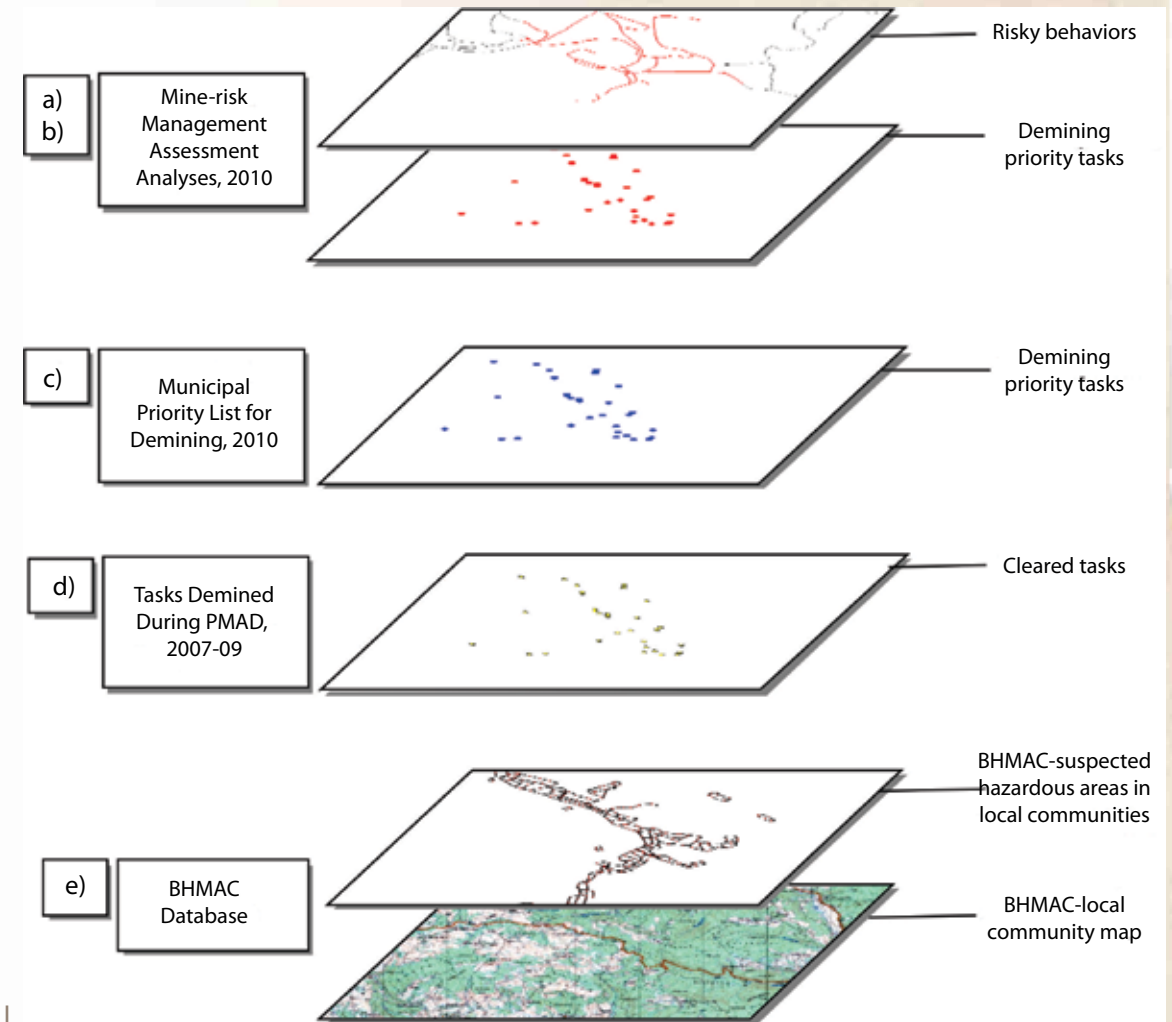 Risky behaviors
a)
b)
Mine-risk
Management
Assessment
Analyses, 2010
Demining
priority tasks
c)
Municipal
Priority List for
Demining, 2010
Demining
priority tasks
d)
Tasks Demined
During PMAD,
2007-09
Cleared tasks
BHMAC-suspected
hazardous areas in
local communities
e)
BHMAC
Database
BHMAC-local
community map